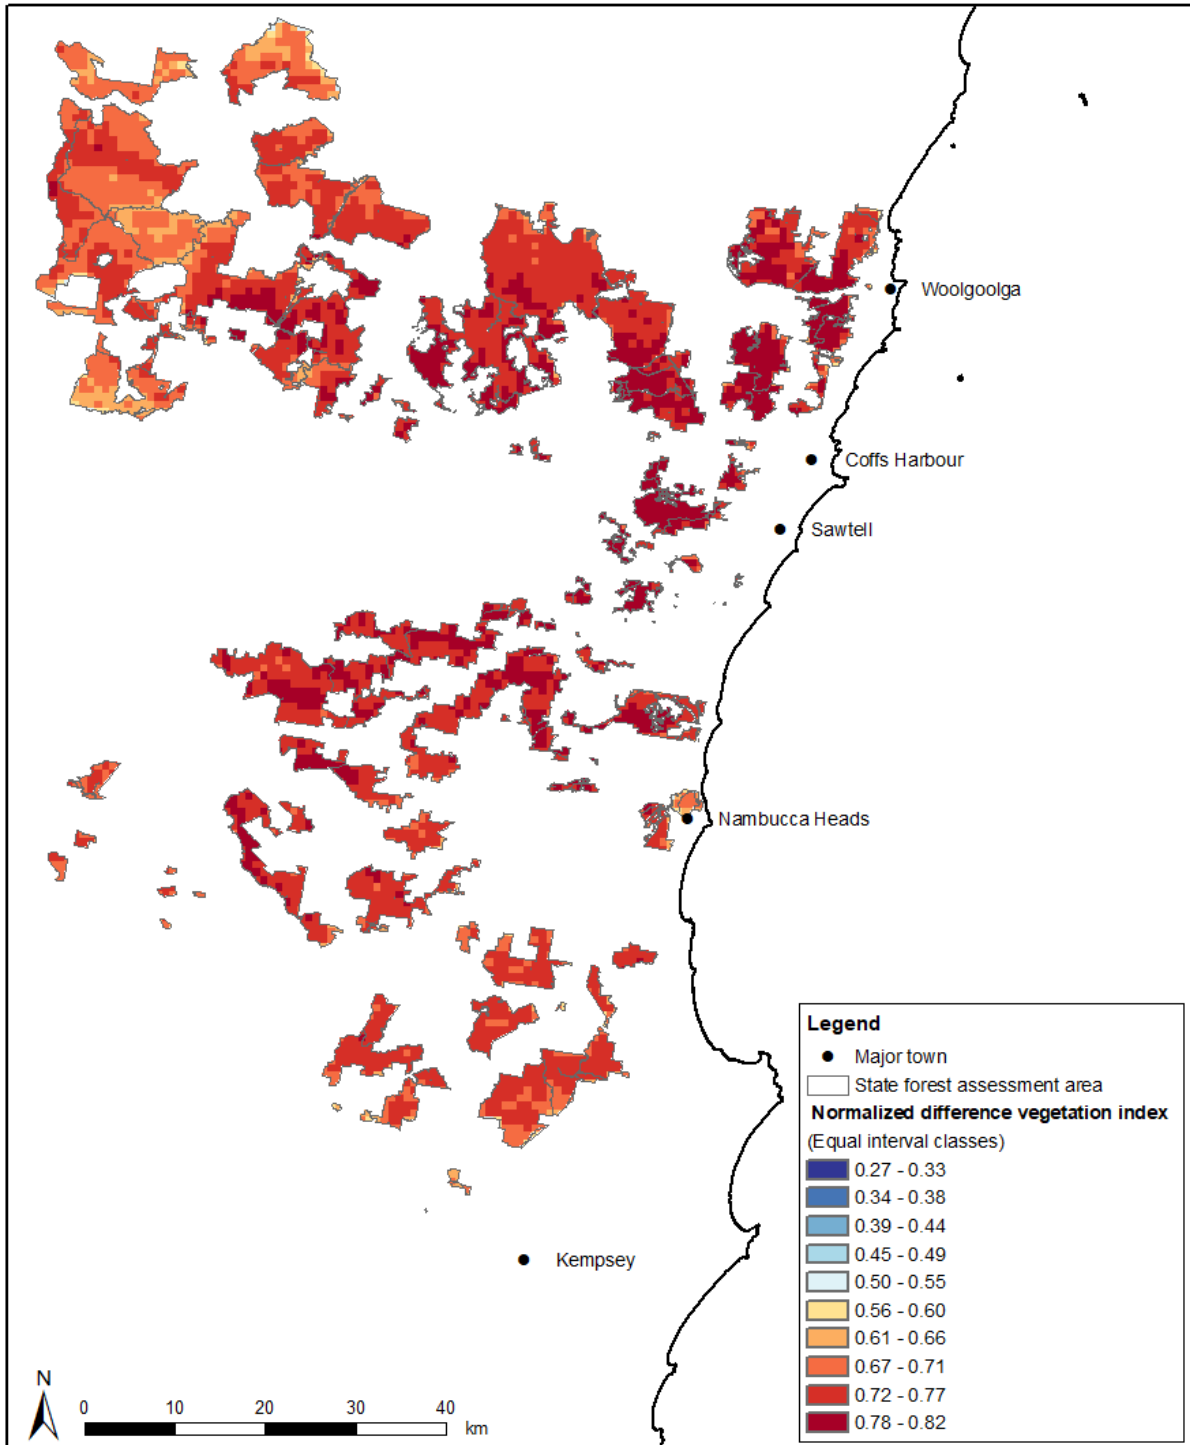 Woolgoolga
Coffs Harbour
Sawtell
Nambucca Heads
Kempsey
Legend
Major town
State forest assessment area
Normalized difference vegetation index
(Equal interval classes)
0.27 - 0.33
0.34 - 0.38
0.39 - 0.44
0.45 - 0.49
0.50 - 0.55
0.56 - 0.60
0.61 - 0.66
0.67 - 0.71
0.72 - 0.77
0.78 - 0.82
N
0 10 20 30 40
km